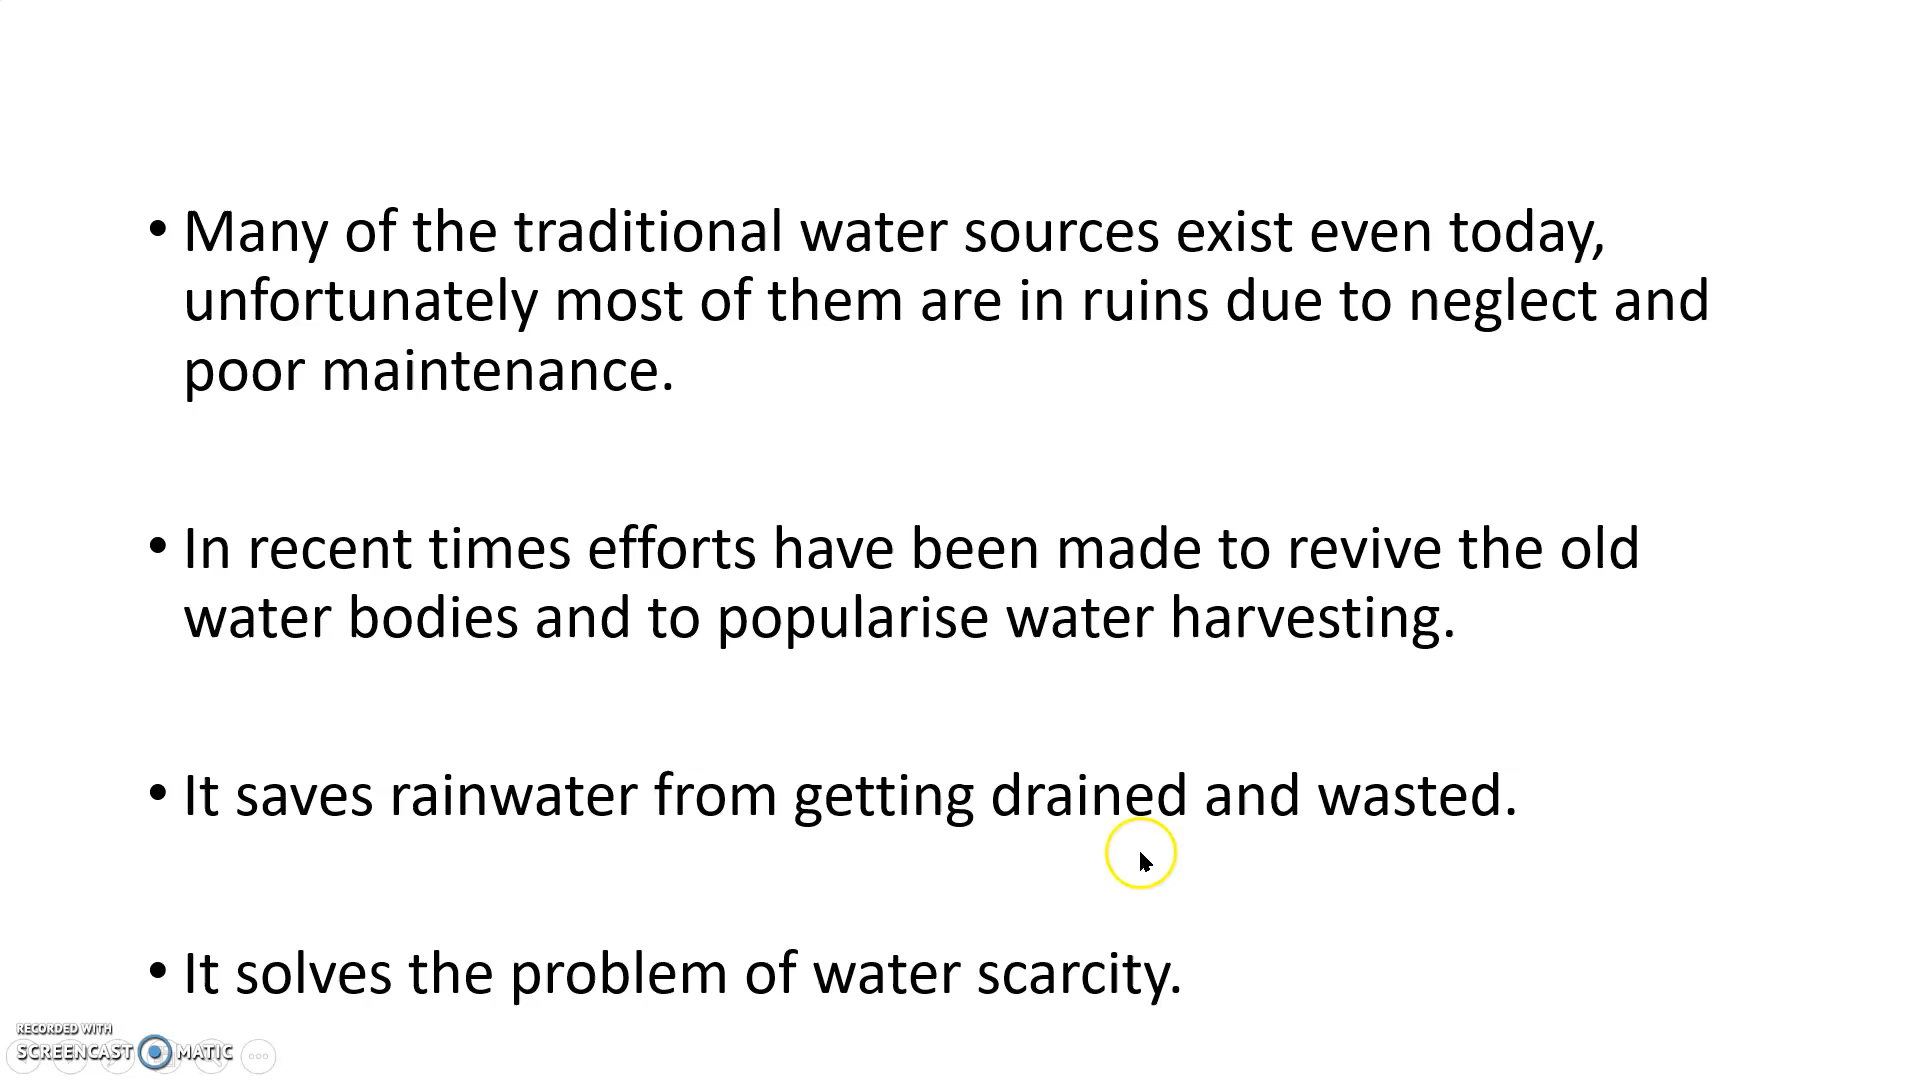 • Many of the traditional water sources exist even today,
unfortunately most of them are in ruins due to neglect and
poor maintenance.
• In recent times efforts have been made to revive the old
water bodies and to popularise water harvesting.
• It saves rainwater from getting drained and wasted.
• It solves the problem of water scarcity.
RECORDED WITH
SCREENCAST MATIC